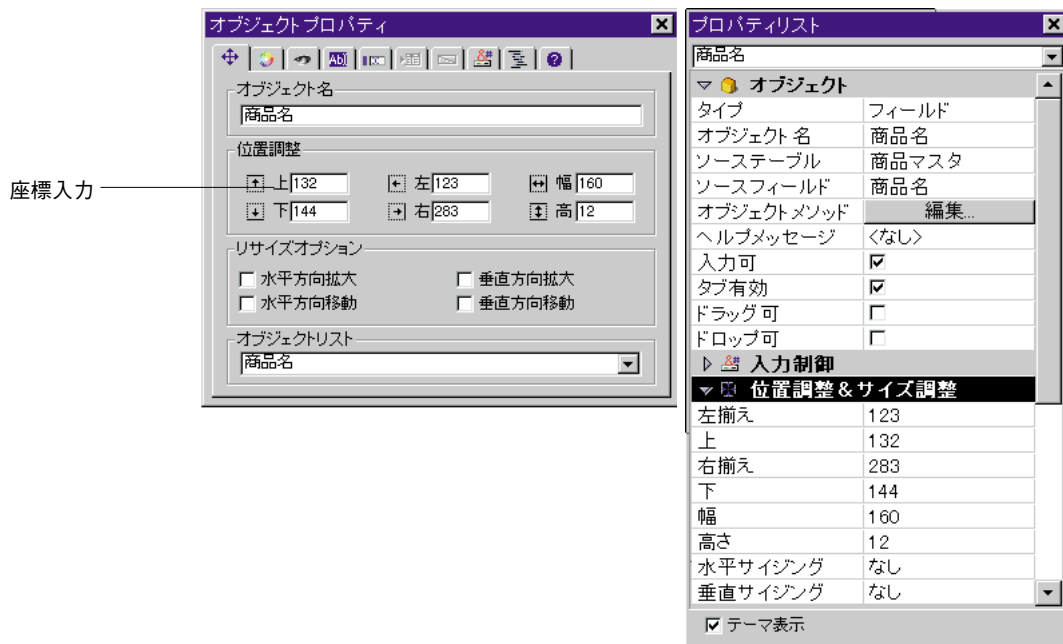 座標入力
オブジェクトプロパティ
オブジェクト名
商品名
位置調整
上 132 左 123 幅 160
下 144 右 283 高 12
リサイズオプション
水平方向拡大 垂直方向拡大
水平方向移動 垂直方向移動
オブジェクトリスト
商品名
プロパティリスト
商品名
オブジェクト
タイプ フィールド
オブジェクト名 商品名
ソーステーブル 商品マスタ
ソースフィールド 商品名
オブジェクトメソッド 編集...
ヘルプメッセージ 〈なし〉
入力可
タブ有効
ドラッグ可
ドロップ可
入力制御
位置調整&サイズ調整
左揃え 123
上 132
右揃え 283
下 144
幅 160
高さ 12
水平サイジング なし
垂直サイジング なし
テーマ表示